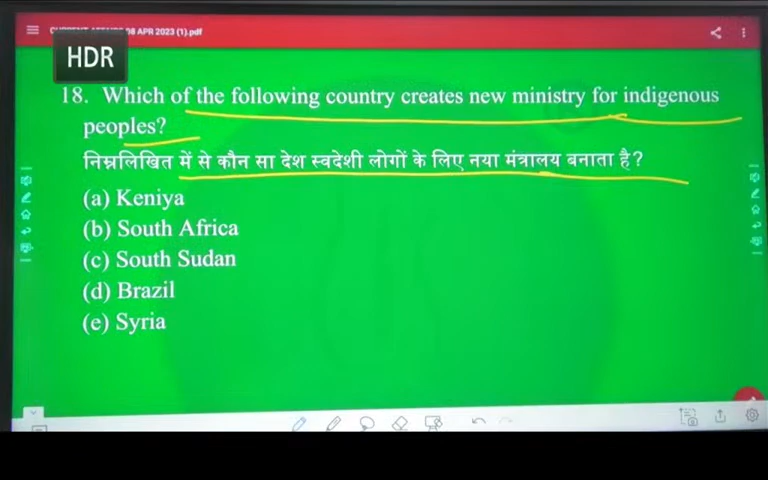 08 APR 2023 (1).pdf
HDR
18. Which of the following country creates new ministry for indigenous
peoples?
निम्नलिखित में से कौन सा देश स्वदेशी लोगों के लिए नया मंत्रालय बनाता है?
(a) Keniya
(b) South Africa
(c) South Sudan
(d) Brazil
(e) Syria